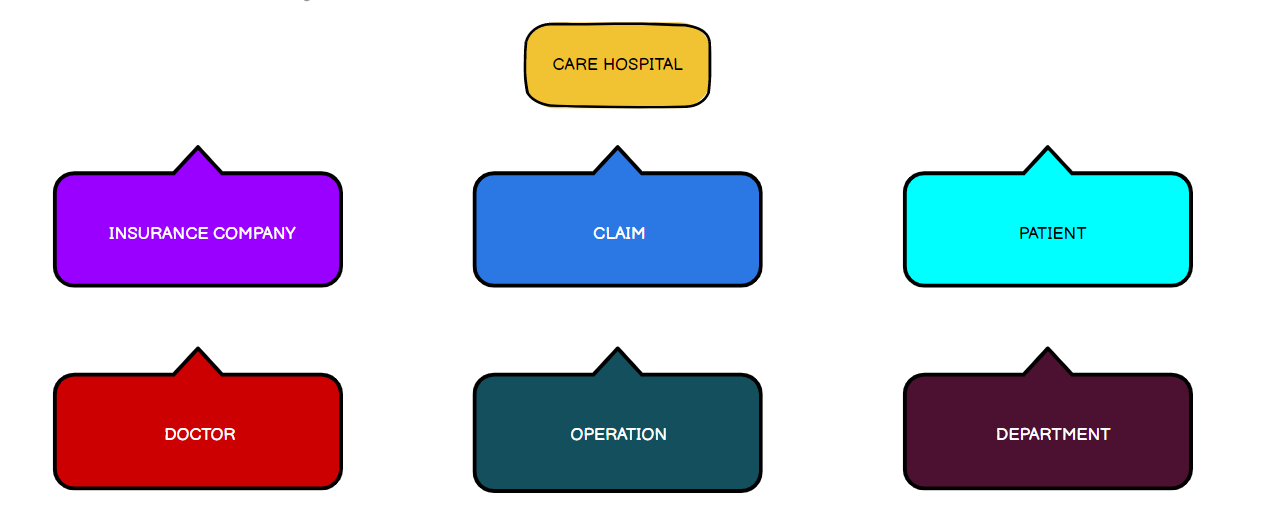 CARE HOSPITAL
INSURANCE COMPANY
CLAIM
PATIENT
DOCTOR
OPERATION
DEPARTMENT